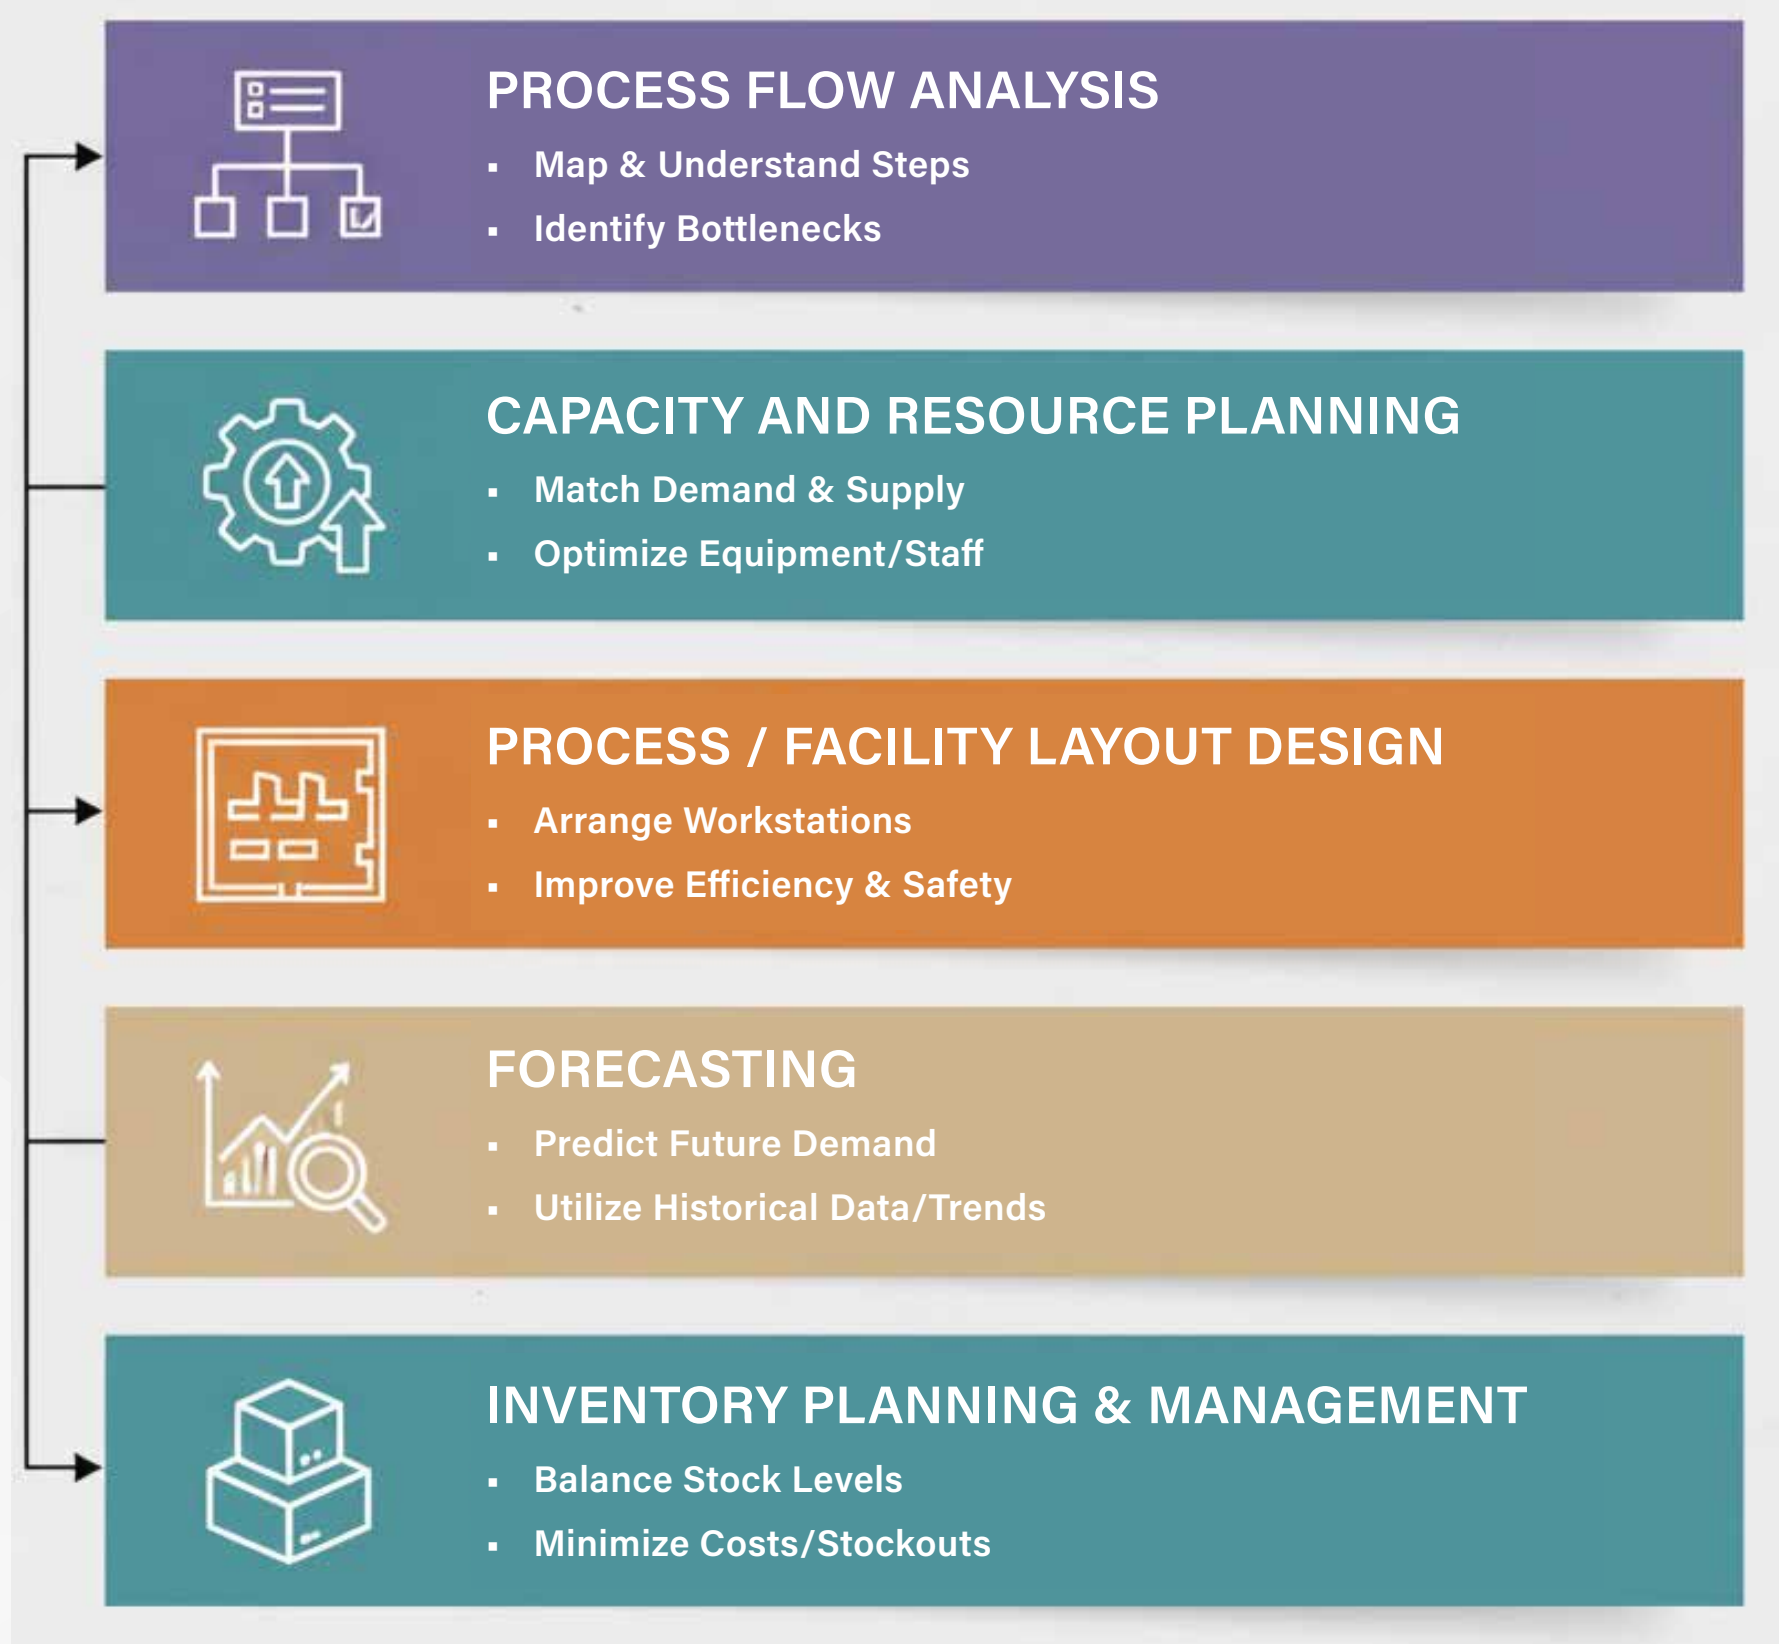 PROCESS FLOW ANALYSIS
▪ Map & Understand Steps
▪ Identify Bottlenecks
CAPACITY AND RESOURCE PLANNING
▪ Match Demand & Supply
▪ Optimize Equipment/Staff
PROCESS / FACILITY LAYOUT DESIGN
▪ Arrange Workstations
▪ Improve Efficiency & Safety
FORECASTING
▪ Predict Future Demand
▪ Utilize Historical Data/Trends
INVENTORY PLANNING & MANAGEMENT
▪ Balance Stock Levels
▪ Minimize Costs/Stockouts